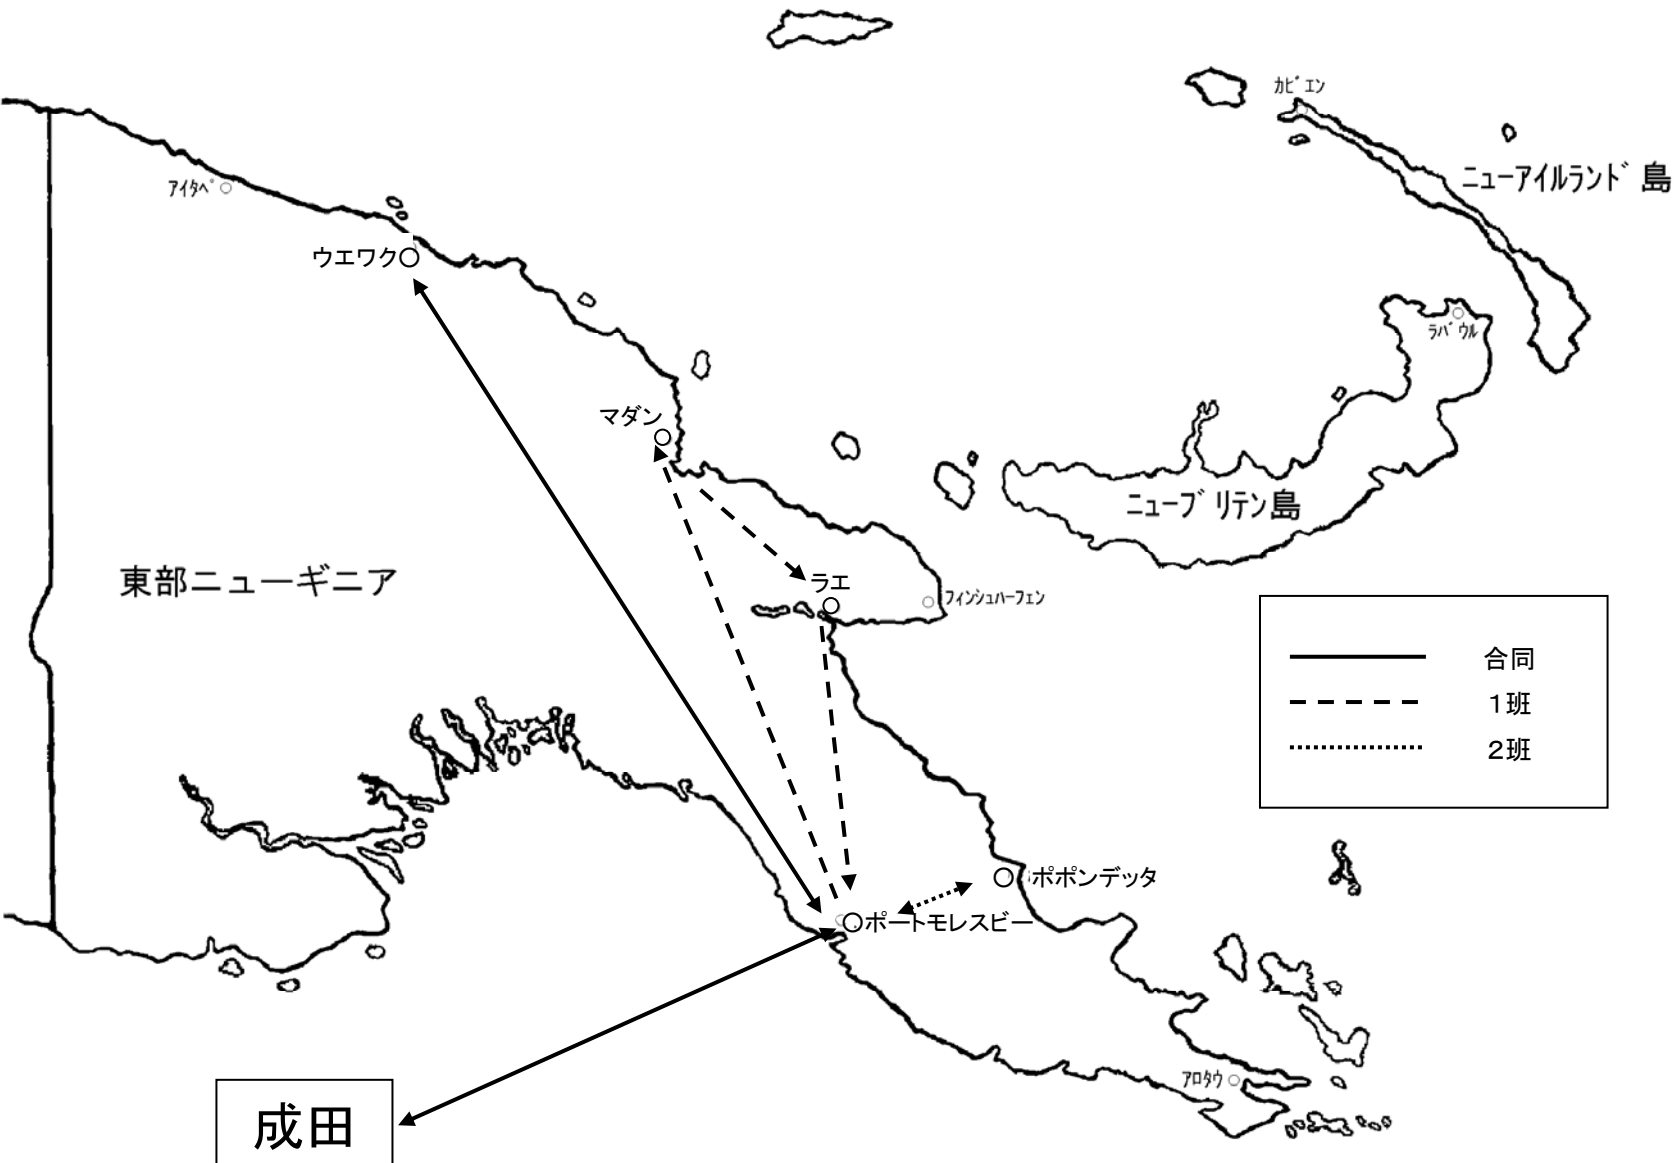 カビエン
ニューアイルランド島
アイタペ
ウエワク
ラバウル
マダン
ニューブリテン島
東部ニューギニア
ラエ
フィンシュハーフェン
合同
1班
2班
ポポンデッタ
ポートモレスビー
アロタウ
成田